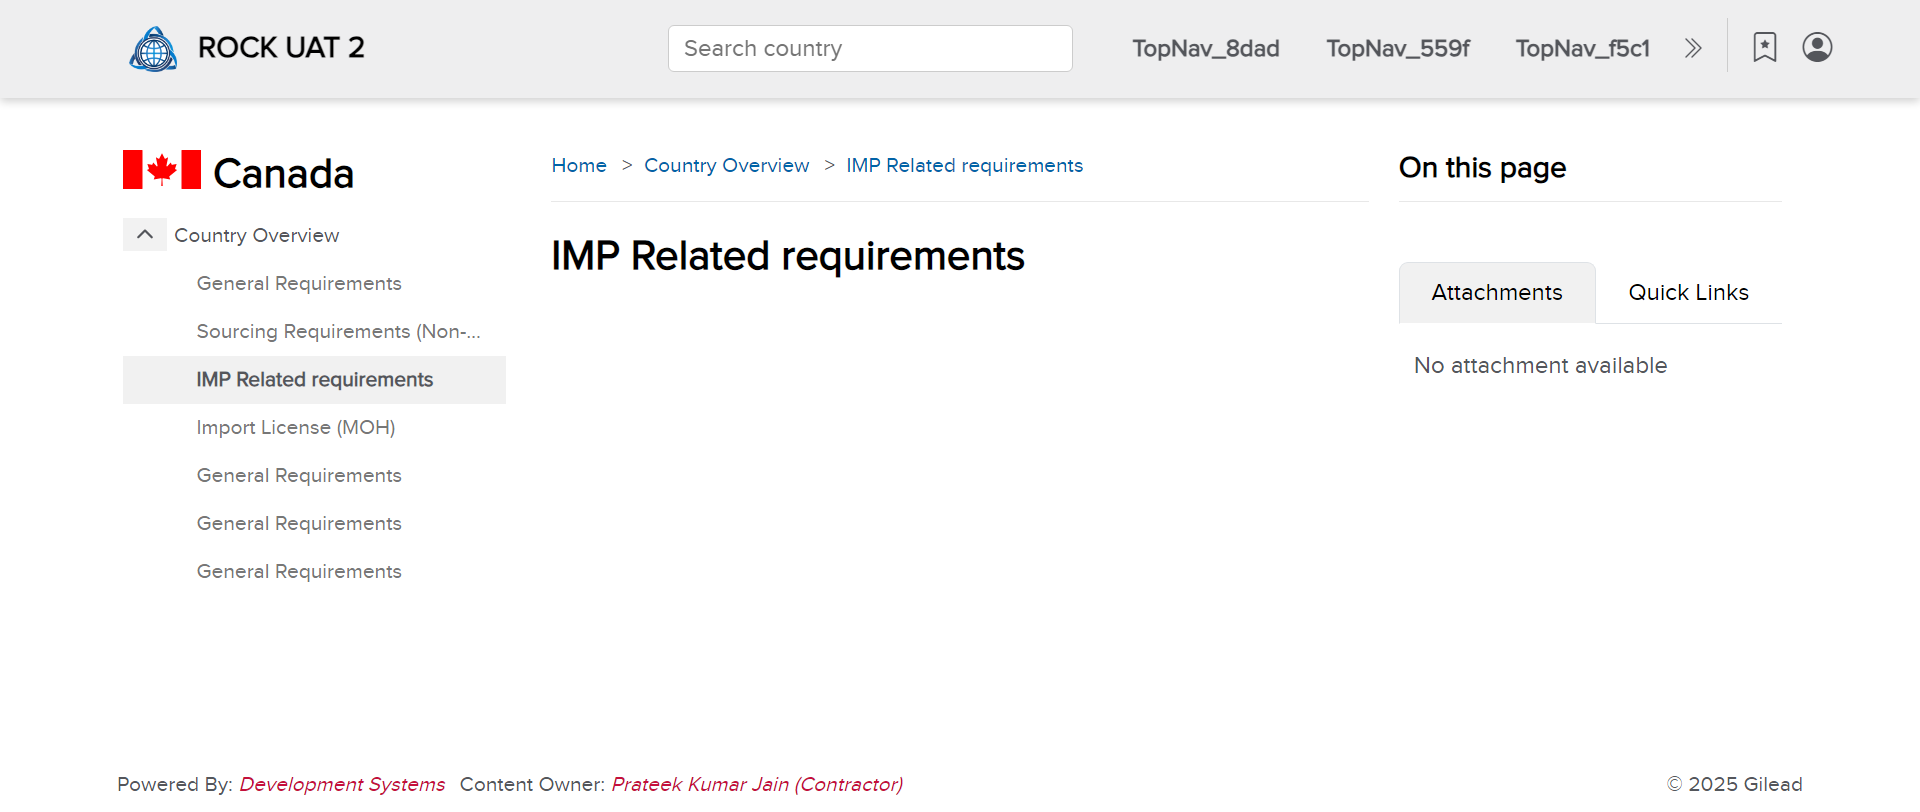 ROCK UAT 2
Search country
TopNav_8dad
TopNav_559f
TopNav_f5c1
Canada
Country Overview
General Requirements
Sourcing Requirements (Non-...
IMP Related requirements
Import License (MOH)
General Requirements
General Requirements
General Requirements
Home > Country Overview > IMP Related requirements
IMP Related requirements
On this page
Attachments
Quick Links
No attachment available
Powered By: Development Systems Content Owner: Prateek Kumar Jain (Contractor)
© 2025 Gilead